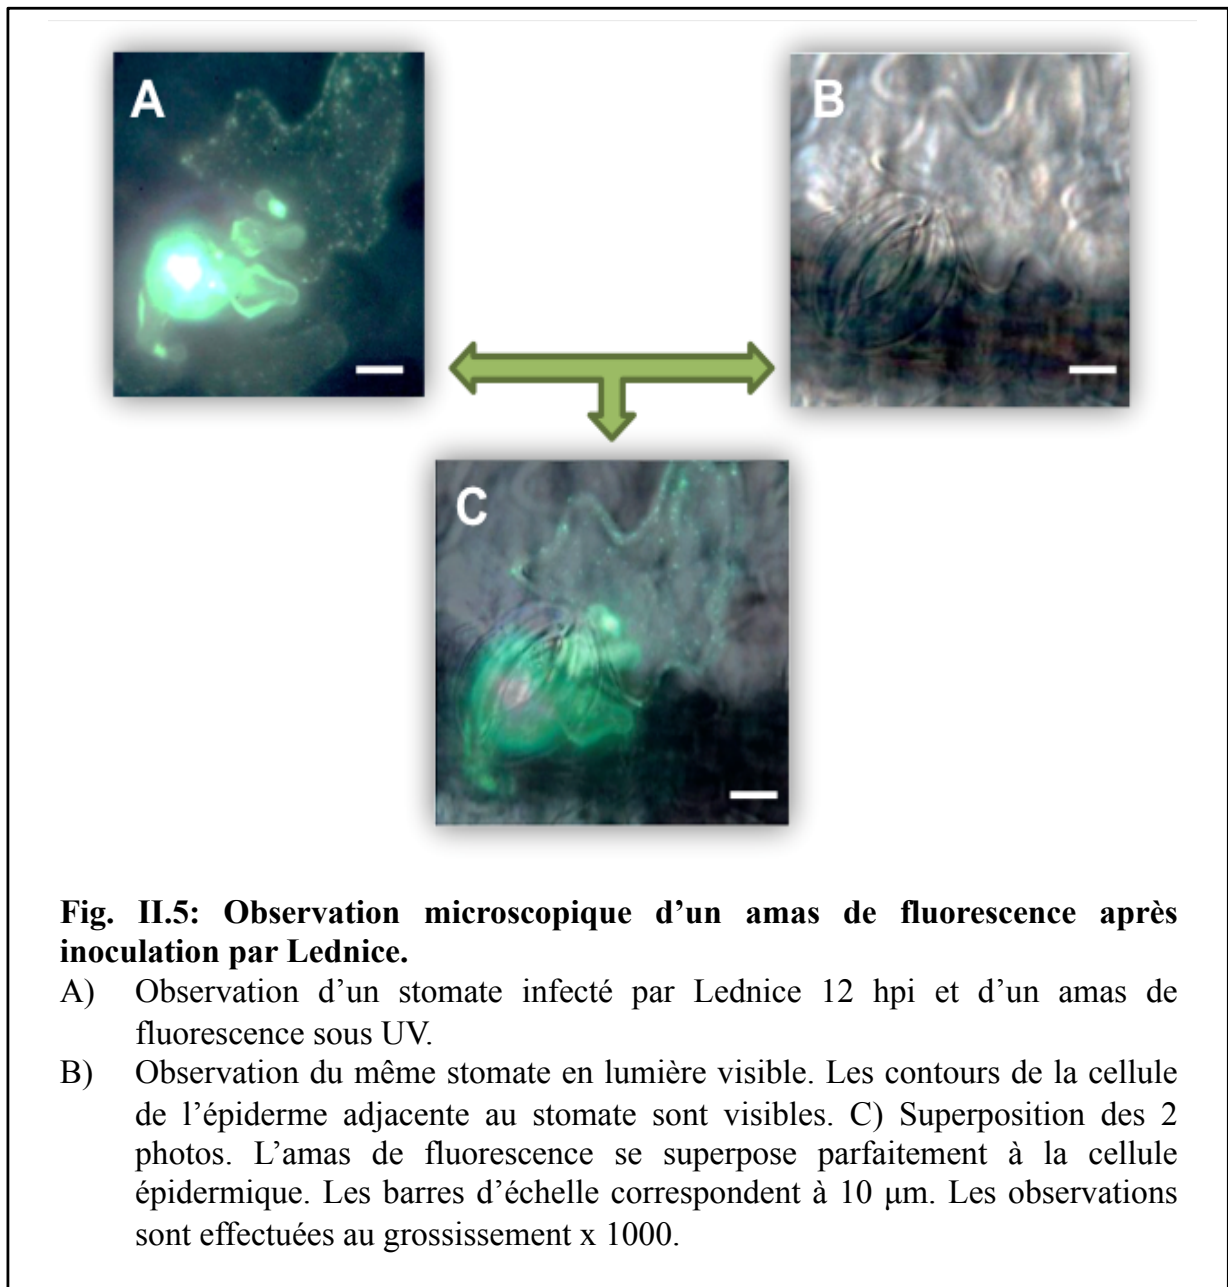 A
B
C
Fig. II.5: Observation microscopique d’un amas de fluorescence après
inoculation par Lednice.
A) Observation d’un stomate infecté par Lednice 12 hpi et d’un amas de
fluorescence sous UV.
B) Observation du même stomate en lumière visible. Les contours de la cellule
de l’épiderme adjacente au stomate sont visibles. C) Superposition des 2
photos. L’amas de fluorescence se superpose parfaitement à la cellule
épidermique. Les barres d’échelle correspondent à 10 μm. Les observations
sont effectuées au grossissement x 1000.